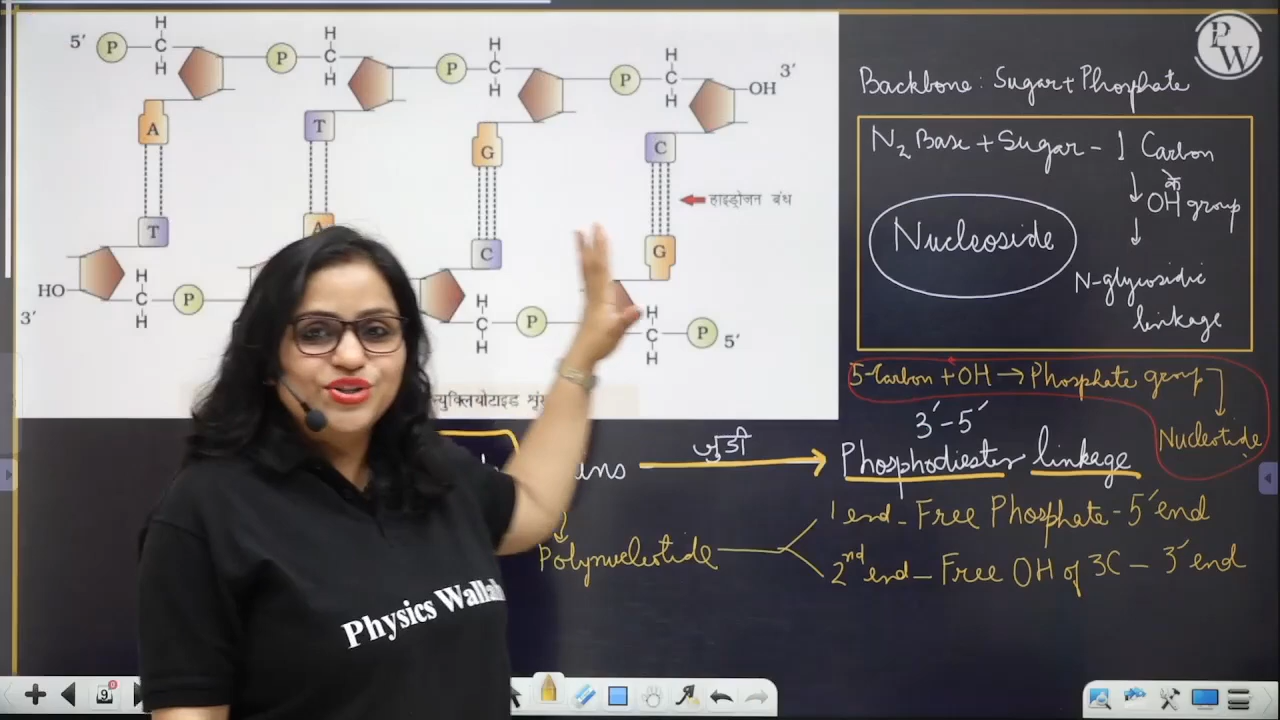 5′ P H C H P H C H P H C H P H C H OH 3′
A T G C
हाइड्रोजन बंध
T A C G
HO H C H P H C H P H C H P 5′
3′
PW
Backbone: Sugar + Phosphate
N2 Base + Sugar - 1 Carbon
के
OH group
Nucleoside
N-glycosidic
linkage
5-Carbon + OH → Phosphate group
Nucleotide
3′-5′
जुडी
Phosphodiester linkage
Polynucleotide
1 end - Free Phosphate - 5′ end
2nd end - Free OH of 3C - 3′ end
Physics Wallah
9